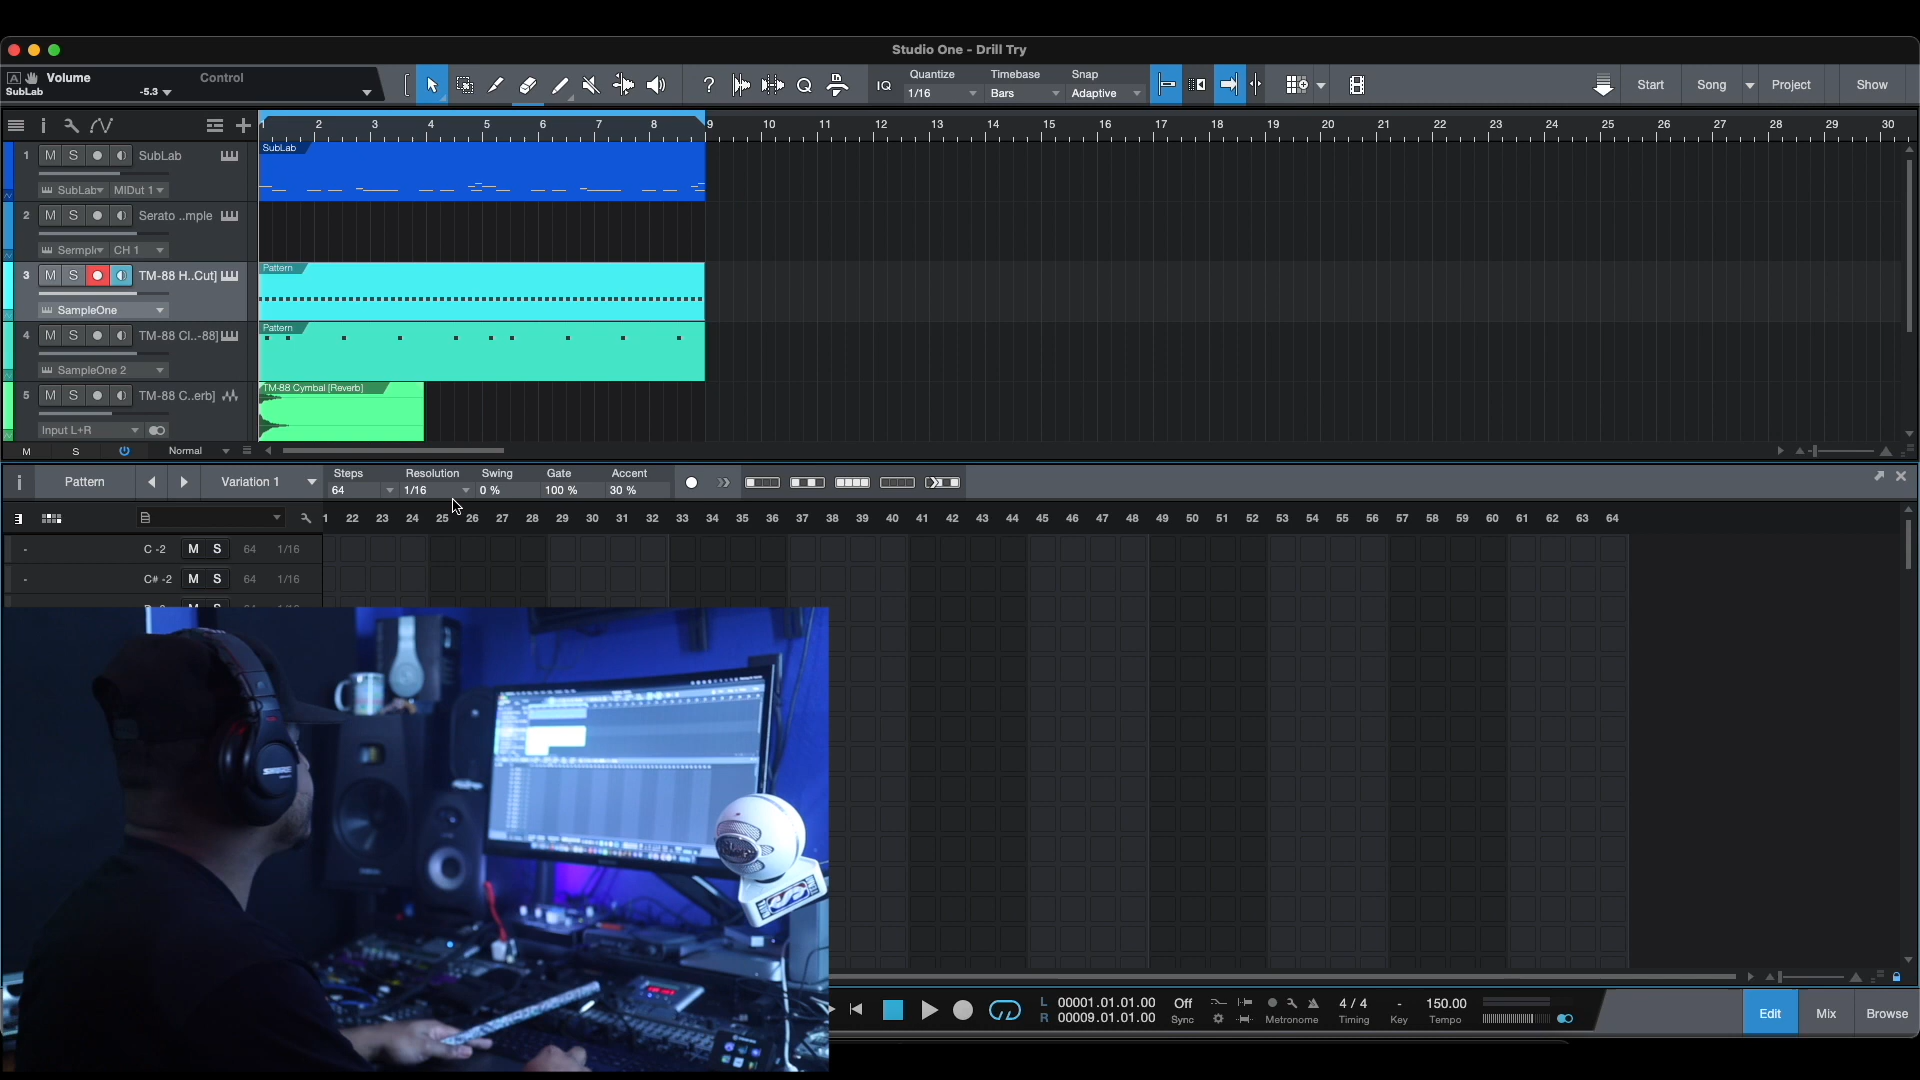 Studio One - Drill Try
A Volume Control
SubLab -5.3
IQ
Quantize Timebase Snap
1/16 Bars Adaptive
Start Song Project Show
1 2 3 4 5 6 7 8 9 10 11 12 13 14 15 16 17 18 19 20 21 22 23 24 25 26 27 28 29 30
1 M S SubLab
SubLab MIDut 1
SubLab
2 M S Serato ..mple
Sermple CH 1
3 M S TM-88 H..Cut]
SampleOne
Pattern
4 M S TM-88 Cl..-88]
SampleOne 2
Pattern
5 M S TM-88 C..erb]
Input L+R
TM-88 Cymbal [Reverb]
M S Normal
Pattern Variation 1
Steps Resolution Swing Gate Accent
64 1/16 0 % 100 % 30 %
1 22 23 24 25 26 27 28 29 30 31 32 33 34 35 36 37 38 39 40 41 42 43 44 45 46 47 48 49 50 51 52 53 54 55 56 57 58 59 60 61 62 63 64
- C -2 M S 64 1/16
- C# -2 M S 64 1/16
SHURE
L 00001.01.01.00 Off 4 / 4 - 150.00
R 00009.01.01.00 Sync Metronome Timing Key Tempo
Edit Mix Browse